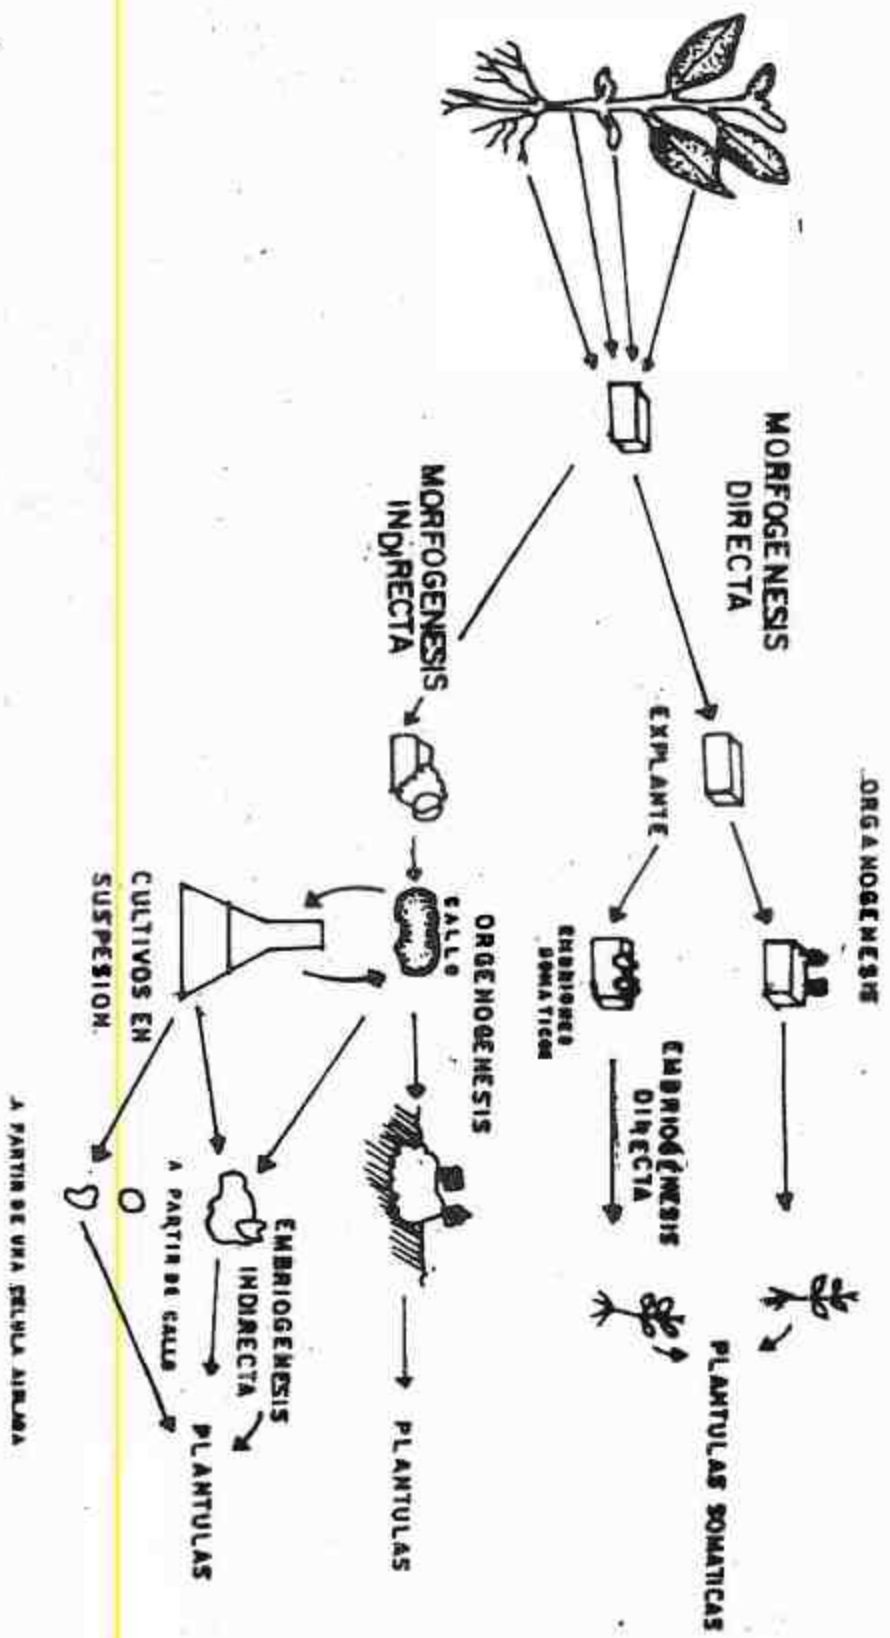 MORFOGENESIS
DIRECTA
ORGANOGENESIS
EXPLANTE
EMBRIONES
SOMATICOS
EMBRIOGÉNESIS
DIRECTA
PLANTULAS SOMATICAS
MORFOGENESIS
INDIRECTA
ORGENOGENESIS
CALLO
PLANTULAS
EMBRIOGENESIS
INDIRECTA
A PARTIR DE CALLO
PLANTULAS
CULTIVOS EN
SUSPESION.
A PARTIR DE UNA CELULA AISLADA